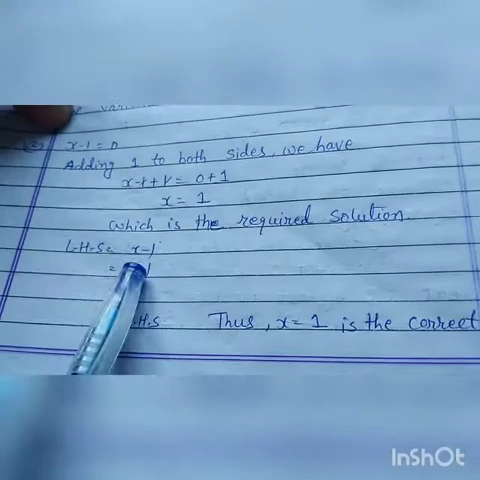 x-1=0
Adding 1 to both sides, we have
x-1+1=0+1
x=1
which is the required solution.
L-H-S= x-1
=
H.S Thus, x=1 is the correct
InShOt